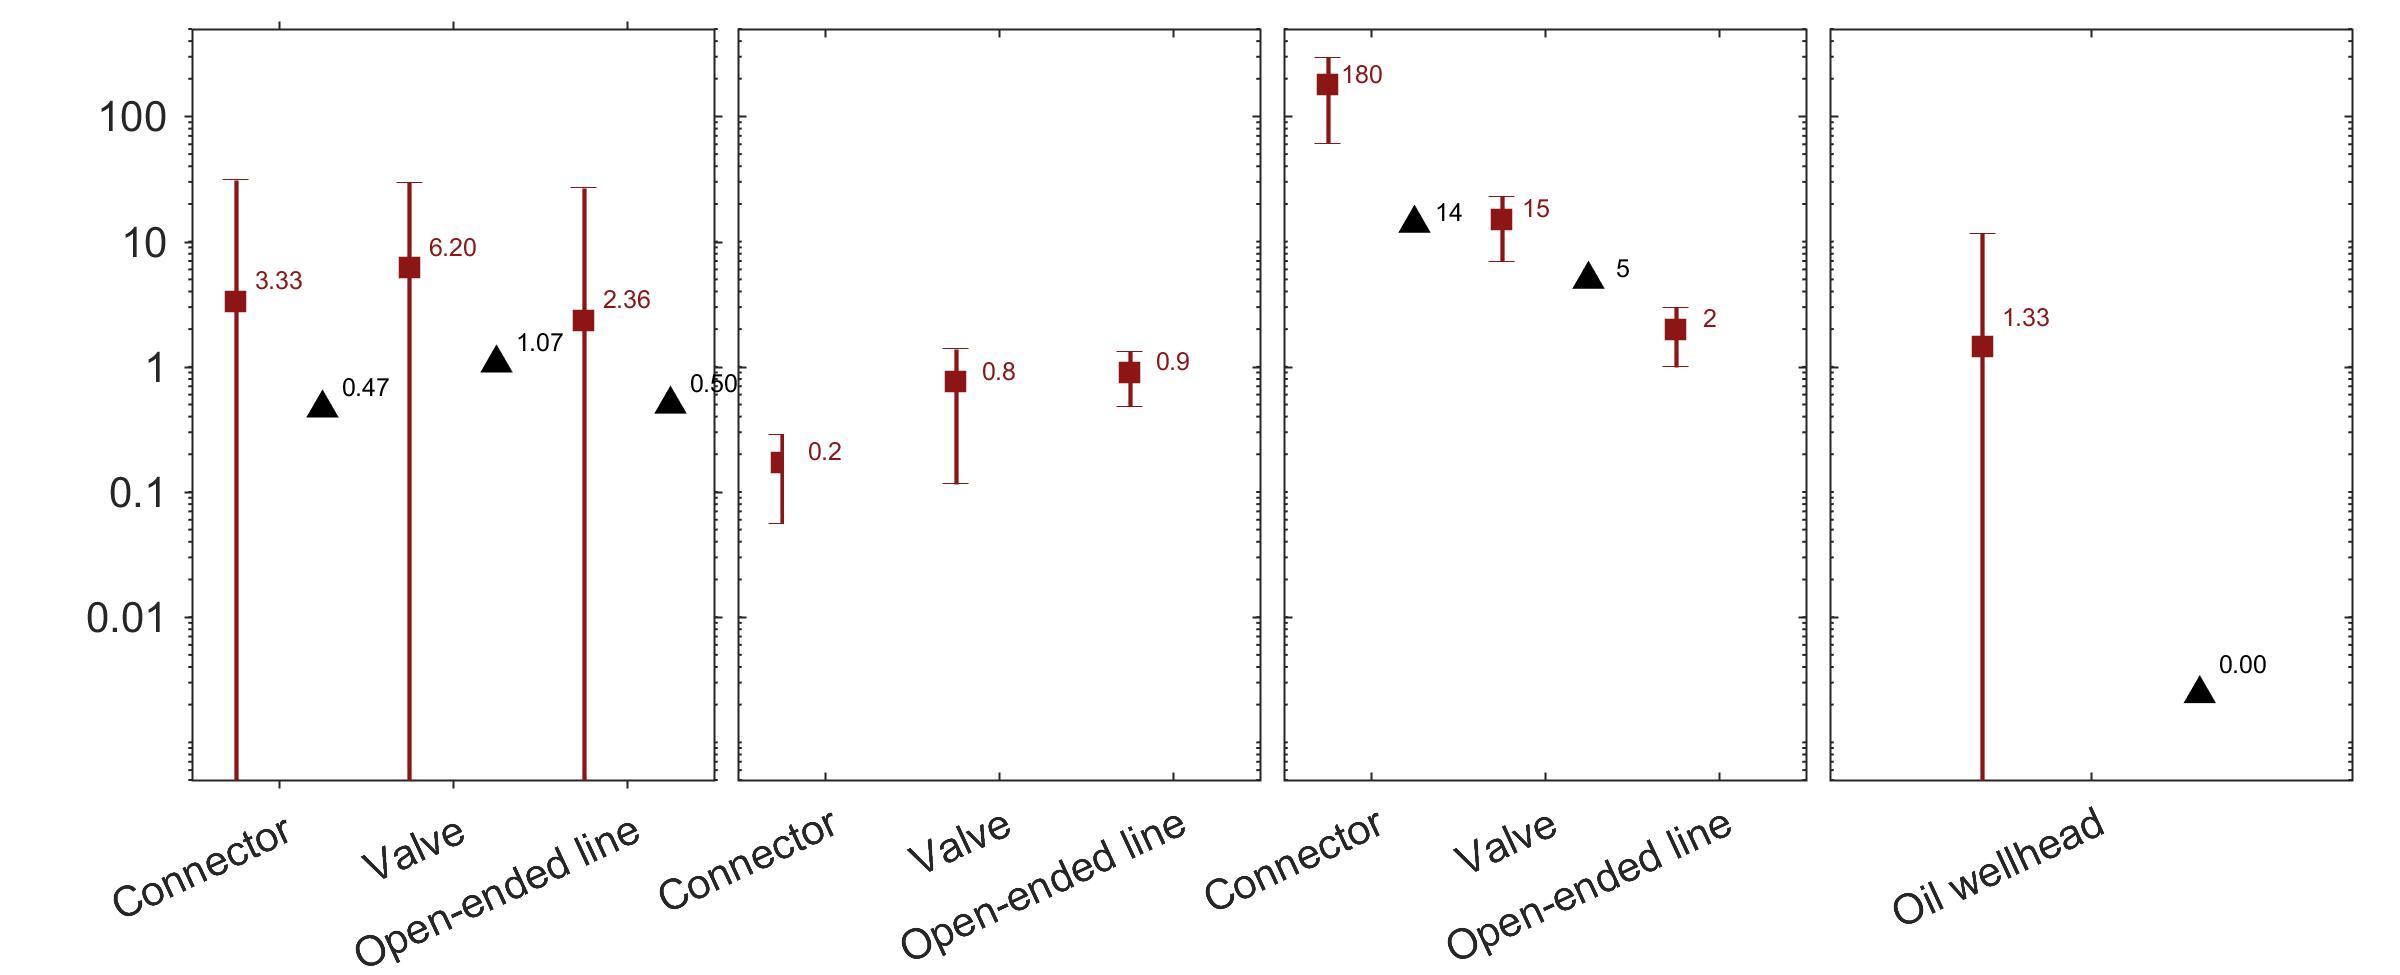 100
10
1
0.1
0.01
3.33
0.47
6.20
1.07
2.36
0.50
0.2
0.8
0.9
180
14
15
5
2
1.33
0.00
Connector
Valve
Open-ended line
Connector
Valve
Open-ended line
Connector
Valve
Open-ended line
Oil wellhead